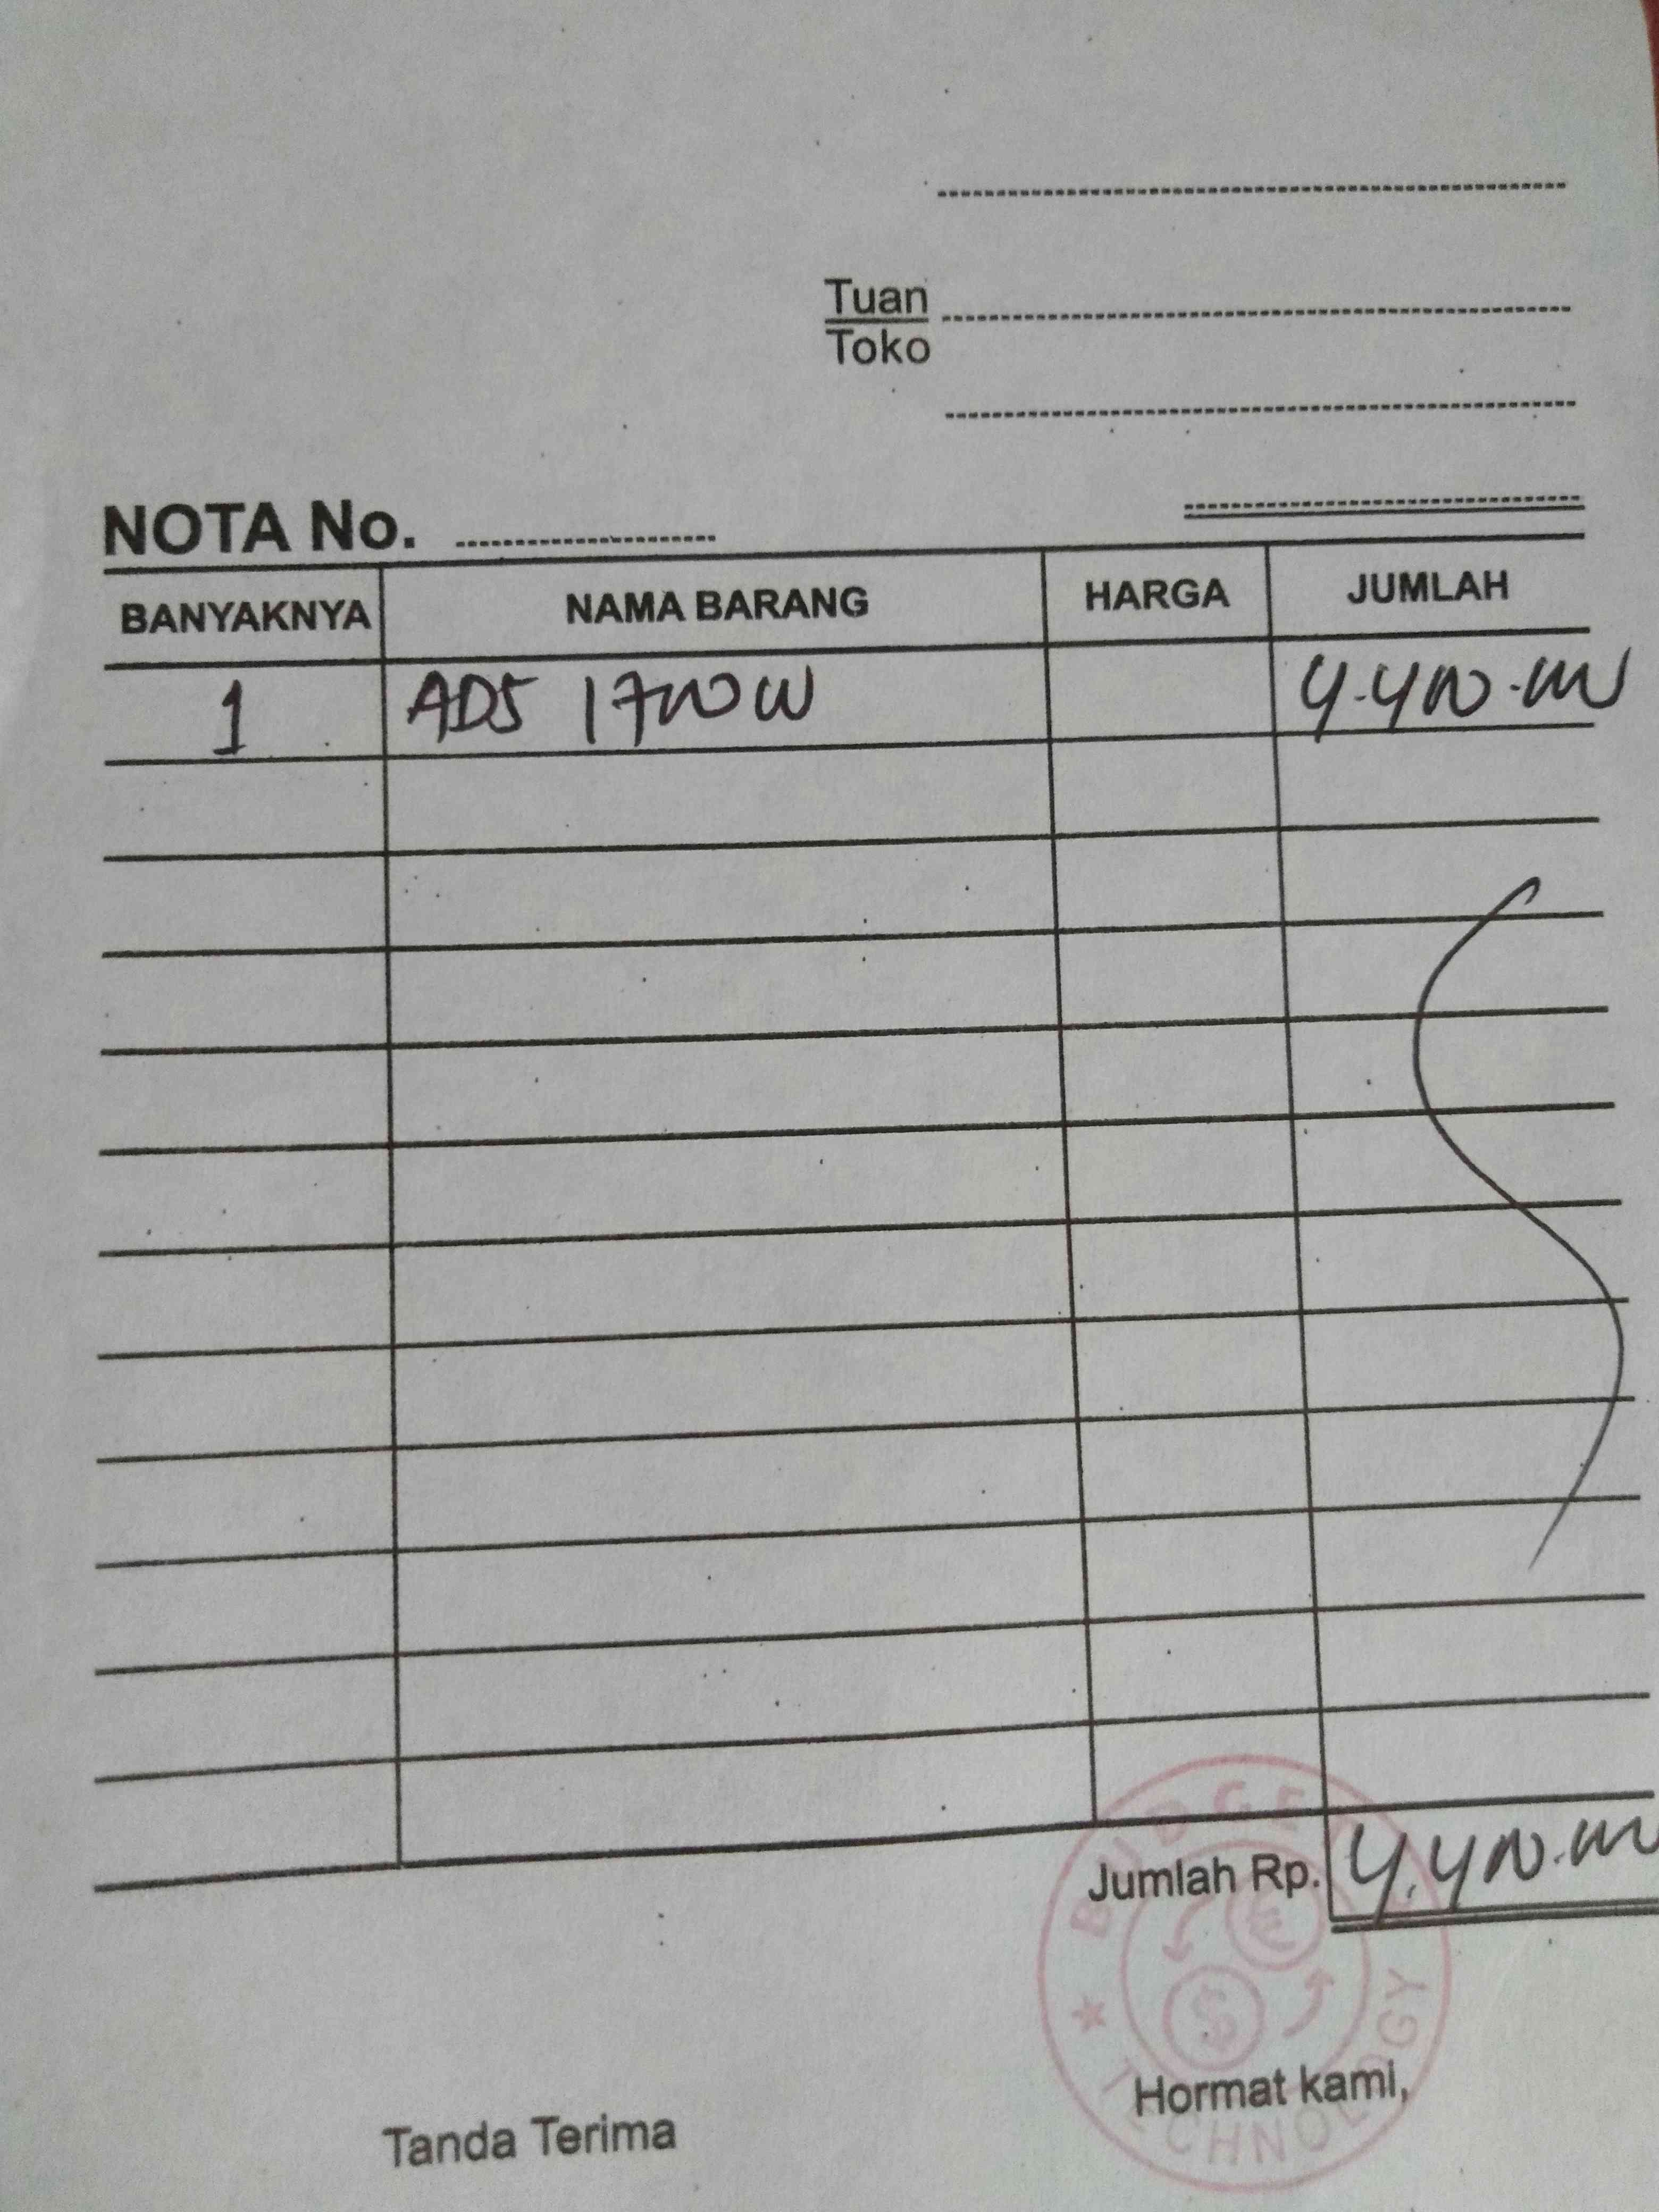 Tuan
Toko
NOTA No.
BANYAKNYA NAMA BARANG HARGA JUMLAH
1 ADS 1700W 4.400.000
Jumlah Rp. 4.400.000
BUDGET
TECHNOLOGY
Tanda Terima Hormat kami,